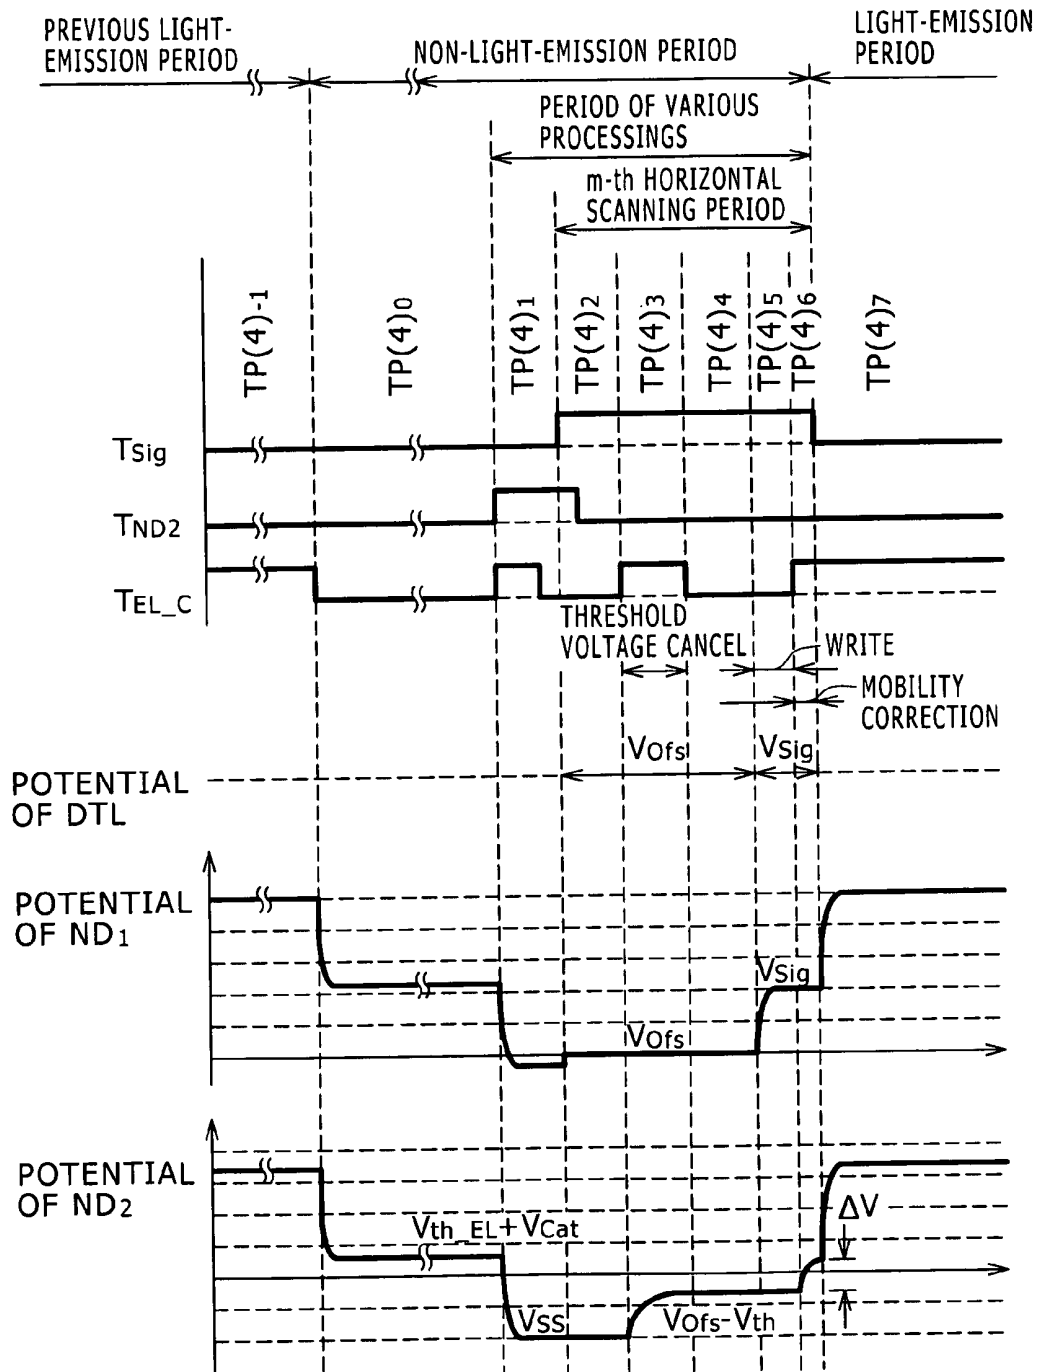 PREVIOUS LIGHT-
EMISSION PERIOD
NON-LIGHT-EMISSION PERIOD
LIGHT-EMISSION
PERIOD
PERIOD OF VARIOUS
PROCESSINGS
m-th HORIZONTAL
SCANNING PERIOD
TP(4)-1
TP(4)0
TP(4)1
TP(4)2
TP(4)3
TP(4)4
TP(4)5
TP(4)6
TP(4)7
TSig
TND2
TEL_C
THRESHOLD
VOLTAGE CANCEL
WRITE
MOBILITY
CORRECTION
VOfs
VSig
POTENTIAL
OF DTL
POTENTIAL
OF ND1
VSig
VOfs
POTENTIAL
OF ND2
Vth_EL+VCat
ΔV
VSS
VOfs-Vth